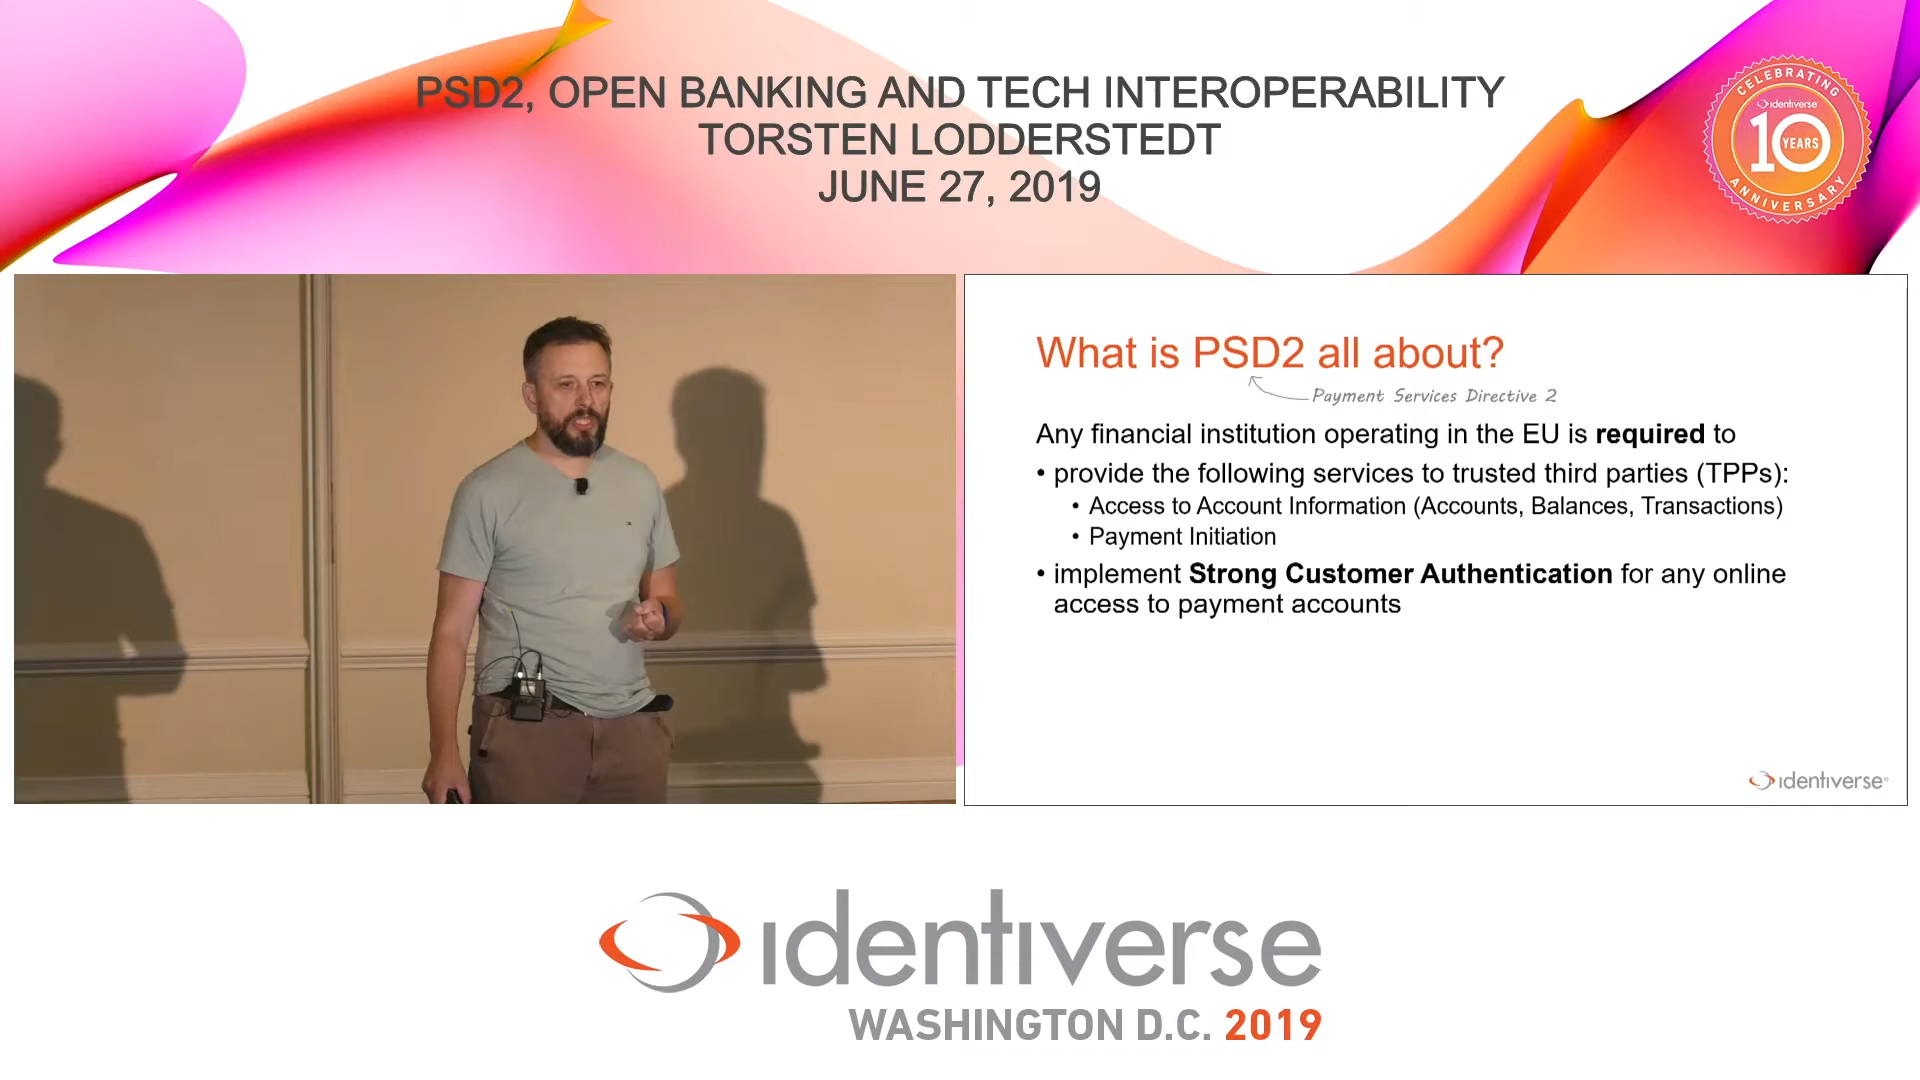 PSD2, OPEN BANKING AND TECH INTEROPERABILITY
TORSTEN LODDERSTEDT
JUNE 27, 2019
CELEBRATING
identiverse
10 YEARS
ANNIVERSARY
What is PSD2 all about?
Payment Services Directive 2
Any financial institution operating in the EU is required to
• provide the following services to trusted third parties (TPPs):
• Access to Account Information (Accounts, Balances, Transactions)
• Payment Initiation
• implement Strong Customer Authentication for any online
access to payment accounts
identiverse
identiverse
WASHINGTON D.C. 2019